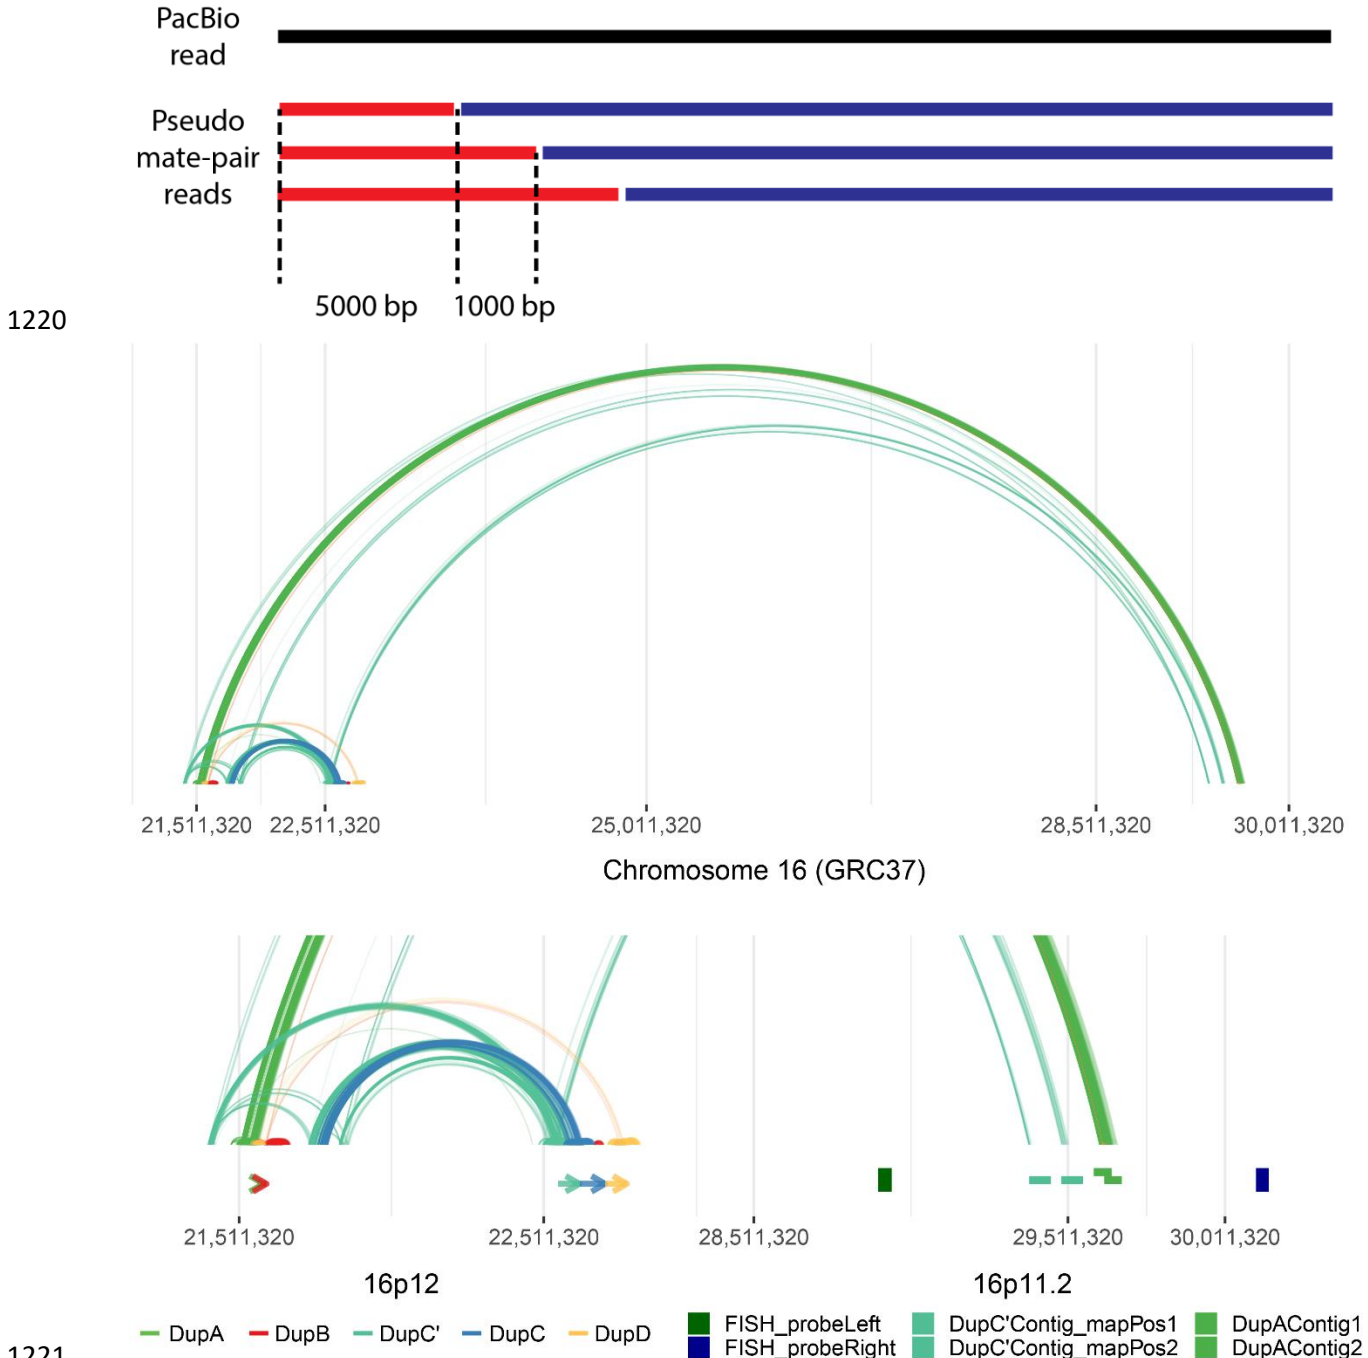 PacBio
read
Pseudo
mate-pair
reads
5000 bp 1000 bp
1220
21,511,320 22,511,320 25,011,320 28,511,320 30,011,320
Chromosome 16 (GRC37)
21,511,320 22,511,320 28,511,320 29,511,320 30,011,320
16p12 16p11.2
DupA DupB DupC' DupC DupD FISH_probeLeft DupC'Contig_mapPos1 DupAContig1
FISH_probeRight DupC'Contig_mapPos2 DupAContig2
1221